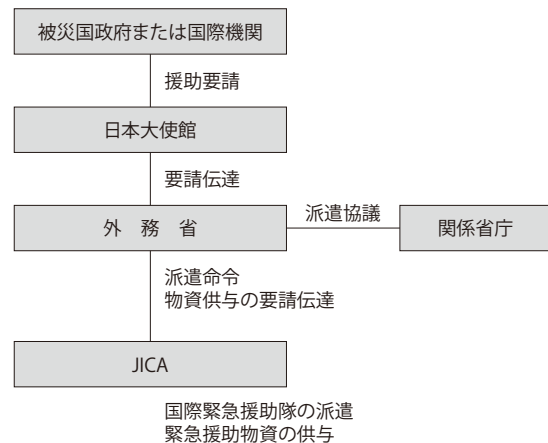 被災国政府または国際機関
援助要請
日本大使館
要請伝達
外　務　省
派遣協議
関係省庁
派遣命令
物資供与の要請伝達
JICA
国際緊急援助隊の派遣
緊急援助物資の供与